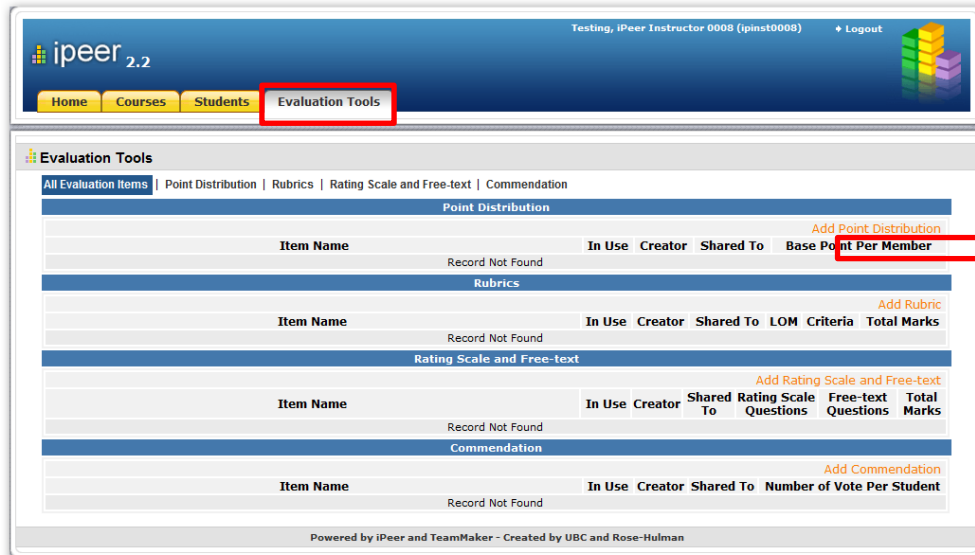 Testing, iPeer Instructor 0008 (ipinst0008) Logout
ipeer 2.2
Home Courses Students Evaluation Tools
Evaluation Tools
All Evaluation Items | Point Distribution | Rubrics | Rating Scale and Free-text | Commendation
Point Distribution
Add Point Distribution
Item Name In Use Creator Shared To Base Point Per Member
Record Not Found
Rubrics
Add Rubric
Item Name In Use Creator Shared To LOM Criteria Total Marks
Record Not Found
Rating Scale and Free-text
Add Rating Scale and Free-text
Item Name In Use Creator Shared To Rating Scale Questions Free-text Questions Total Marks
Record Not Found
Commendation
Add Commendation
Item Name In Use Creator Shared To Number of Vote Per Student
Record Not Found
Powered by iPeer and TeamMaker - Created by UBC and Rose-Hulman